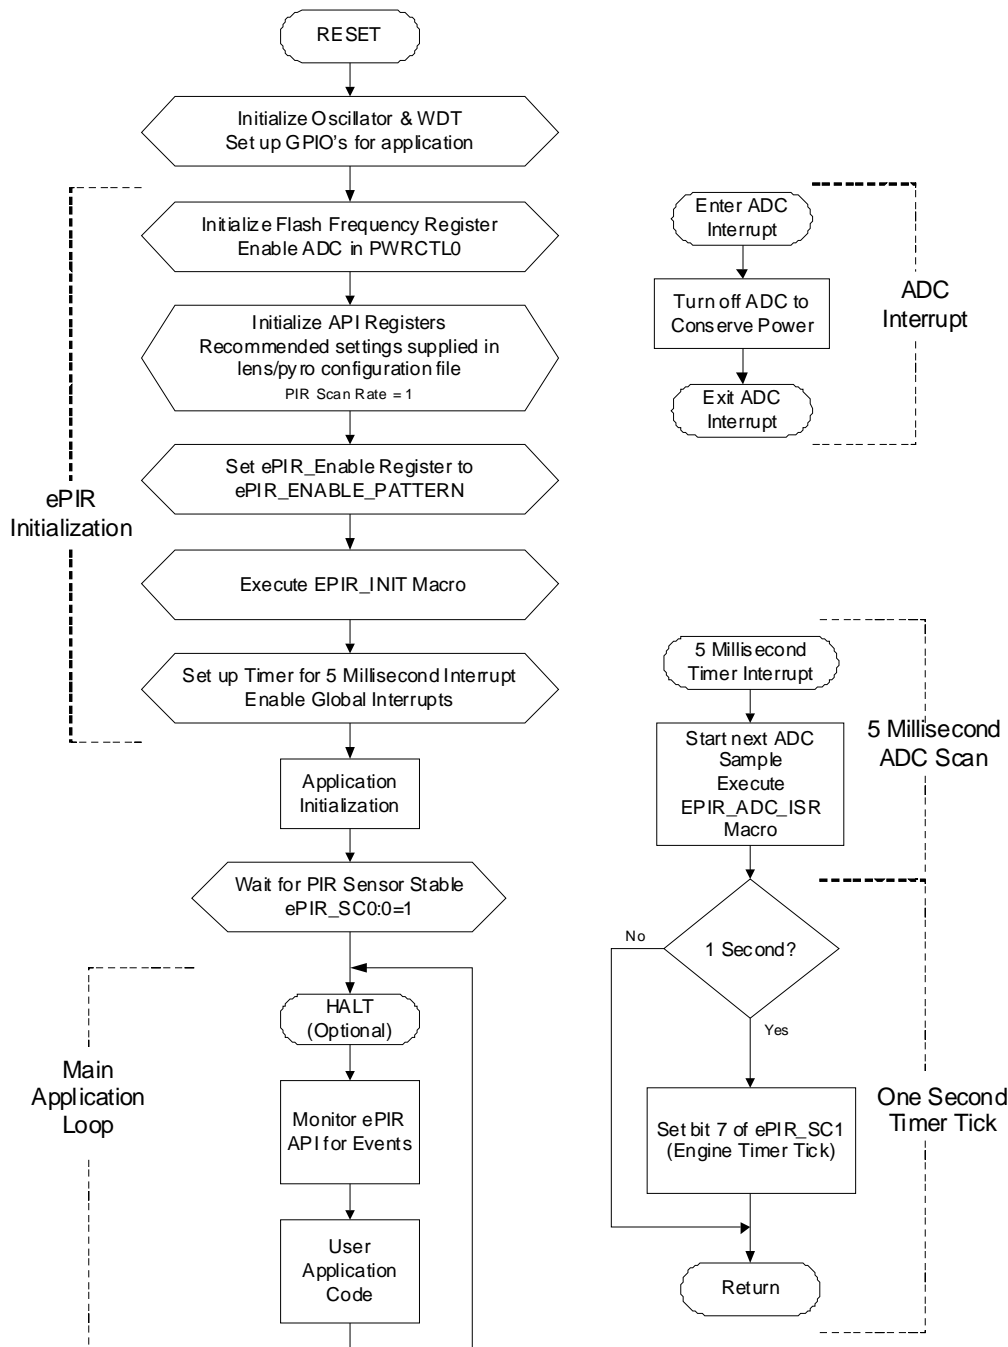 RESET
Initialize Oscillator & WDT
Set up GPIO's for application
Initialize Flash Frequency Register
Enable ADC in PWRCTL0
Initialize API Registers
Recommended settings supplied in
lens/pyro configuration file
PIR Scan Rate = 1
Set ePIR_Enable Register to
ePIR_ENABLE_PATTERN
ePIR
Initialization
Execute EPIR_INIT Macro
Set up Timer for 5 Millisecond Interrupt
Enable Global Interrupts
Application
Initialization
Wait for PIR Sensor Stable
ePIR_SC0:0=1
HALT
(Optional)
Main
Application
Loop
Monitor ePIR
API for Events
User
Application
Code
Enter ADC
Interrupt
Turn off ADC to
Conserve Power
Exit ADC
Interrupt
ADC
Interrupt
5 Millisecond
Timer Interrupt
Start next ADC
Sample
Execute
EPIR_ADC_ISR
Macro
5 Millisecond
ADC Scan
No
1 Second?
Yes
Set bit 7 of ePIR_SC1
(Engine Timer Tick)
One Second
Timer Tick
Return